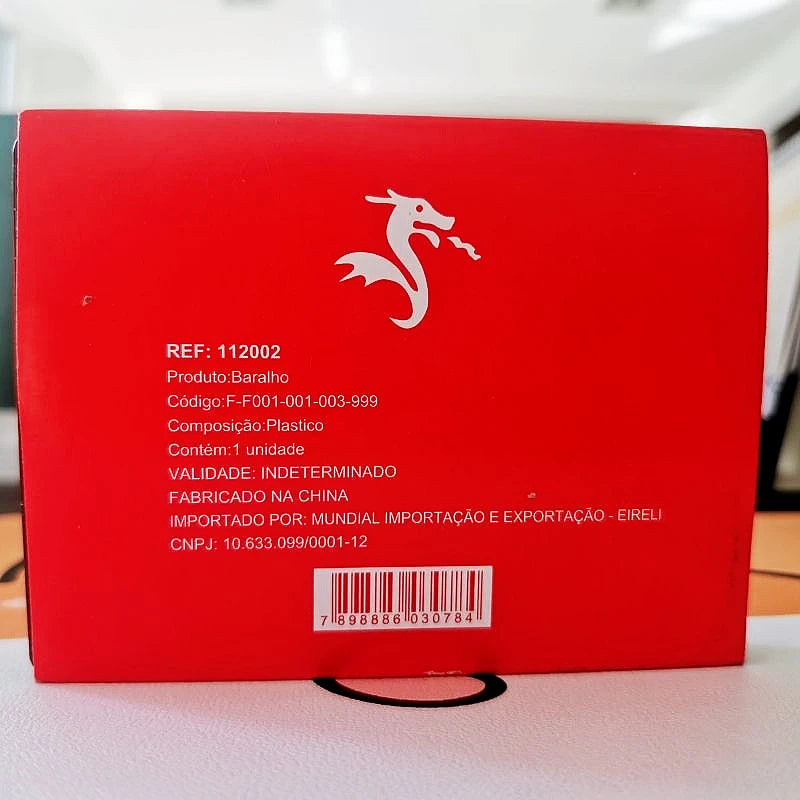 REF: 112002
Produto:Baralho
Código:F-F001-001-003-999
Composição:Plastico
Contém:1 unidade
VALIDADE: INDETERMINADO
FABRICADO NA CHINA
IMPORTADO POR: MUNDIAL IMPORTAÇÃO E EXPORTAÇÃO - EIRELI
CNPJ: 10.633.099/0001-12
7 898886 030784